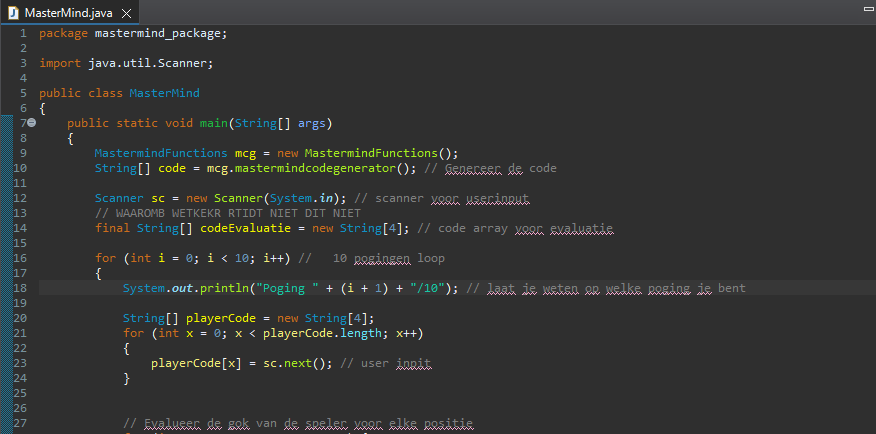 MasterMind.java
1 package mastermind_package;
2
3 import java.util.Scanner;
4
5 public class MasterMind
6 {
7 public static void main(String[] args)
8 {
9 MastermindFunctions mcg = new MastermindFunctions();
10 String[] code = mcg.mastermindcodegenerator(); // Genereer de code
11
12 Scanner sc = new Scanner(System.in); // scanner voor userinput
13 // WAAROMB WETKEKR RTIDT NIET DIT NIET
14 final String[] codeEvaluatie = new String[4]; // code array voor evaluatie
15
16 for (int i = 0; i < 10; i++) // 10 pogingen loop
17 {
18 System.out.println("Poging " + (i + 1) + "/10"); // laat je weten op welke poging je bent
19
20 String[] playerCode = new String[4];
21 for (int x = 0; x < playerCode.length; x++)
22 {
23 playerCode[x] = sc.next(); // user inpit
24 }
25
26
27 // Evalueer de gok van de speler voor elke positie